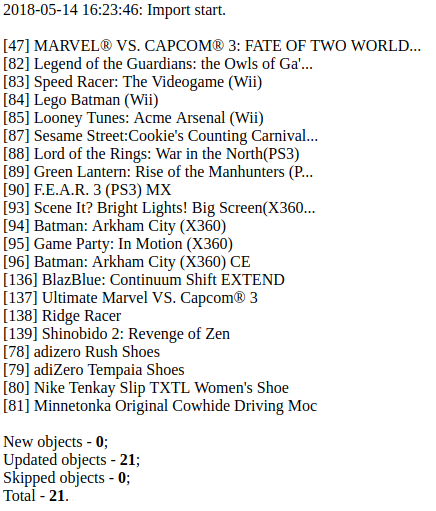 2018-05-14 16:23:46: Import start.
[47] MARVEL® VS. CAPCOM® 3: FATE OF TWO WORLD...
[82] Legend of the Guardians: the Owls of Ga'...
[83] Speed Racer: The Videogame (Wii)
[84] Lego Batman (Wii)
[85] Looney Tunes: Acme Arsenal (Wii)
[87] Sesame Street:Cookie's Counting Carnival...
[88] Lord of the Rings: War in the North(PS3)
[89] Green Lantern: Rise of the Manhunters (P...
[90] F.E.A.R. 3 (PS3) MX
[93] Scene It? Bright Lights! Big Screen(X360...
[94] Batman: Arkham City (X360)
[95] Game Party: In Motion (X360)
[96] Batman: Arkham City (X360) CE
[136] BlazBlue: Continuum Shift EXTEND
[137] Ultimate Marvel VS. Capcom® 3
[138] Ridge Racer
[139] Shinobido 2: Revenge of Zen
[78] adizero Rush Shoes
[79] adiZero Tempaia Shoes
[80] Nike Tenkay Slip TXTL Women's Shoe
[81] Minnetonka Original Cowhide Driving Moc
New objects - 0;
Updated objects - 21;
Skipped objects - 0;
Total - 21.